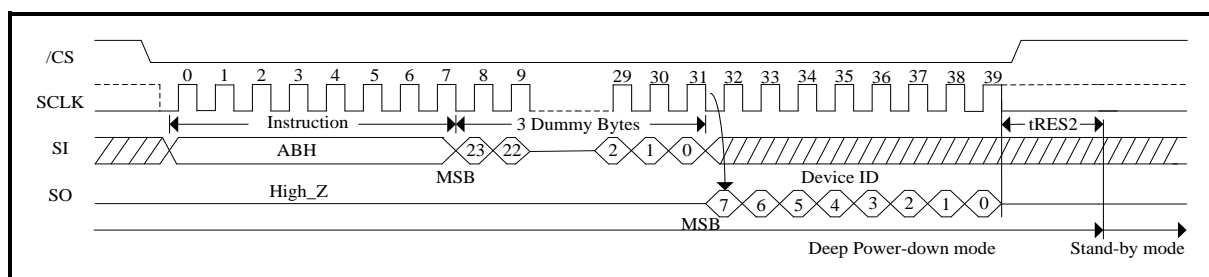 /CS
0 1 2 3 4 5 6 7 8 9 29 30 31 32 33 34 35 36 37 38 39
SCLK
Instruction 3 Dummy Bytes tRES2
SI ABH 23 22 2 1 0
MSB Device ID
SO High_Z 7 6 5 4 3 2 1 0
MSB
Deep Power-down mode Stand-by mode